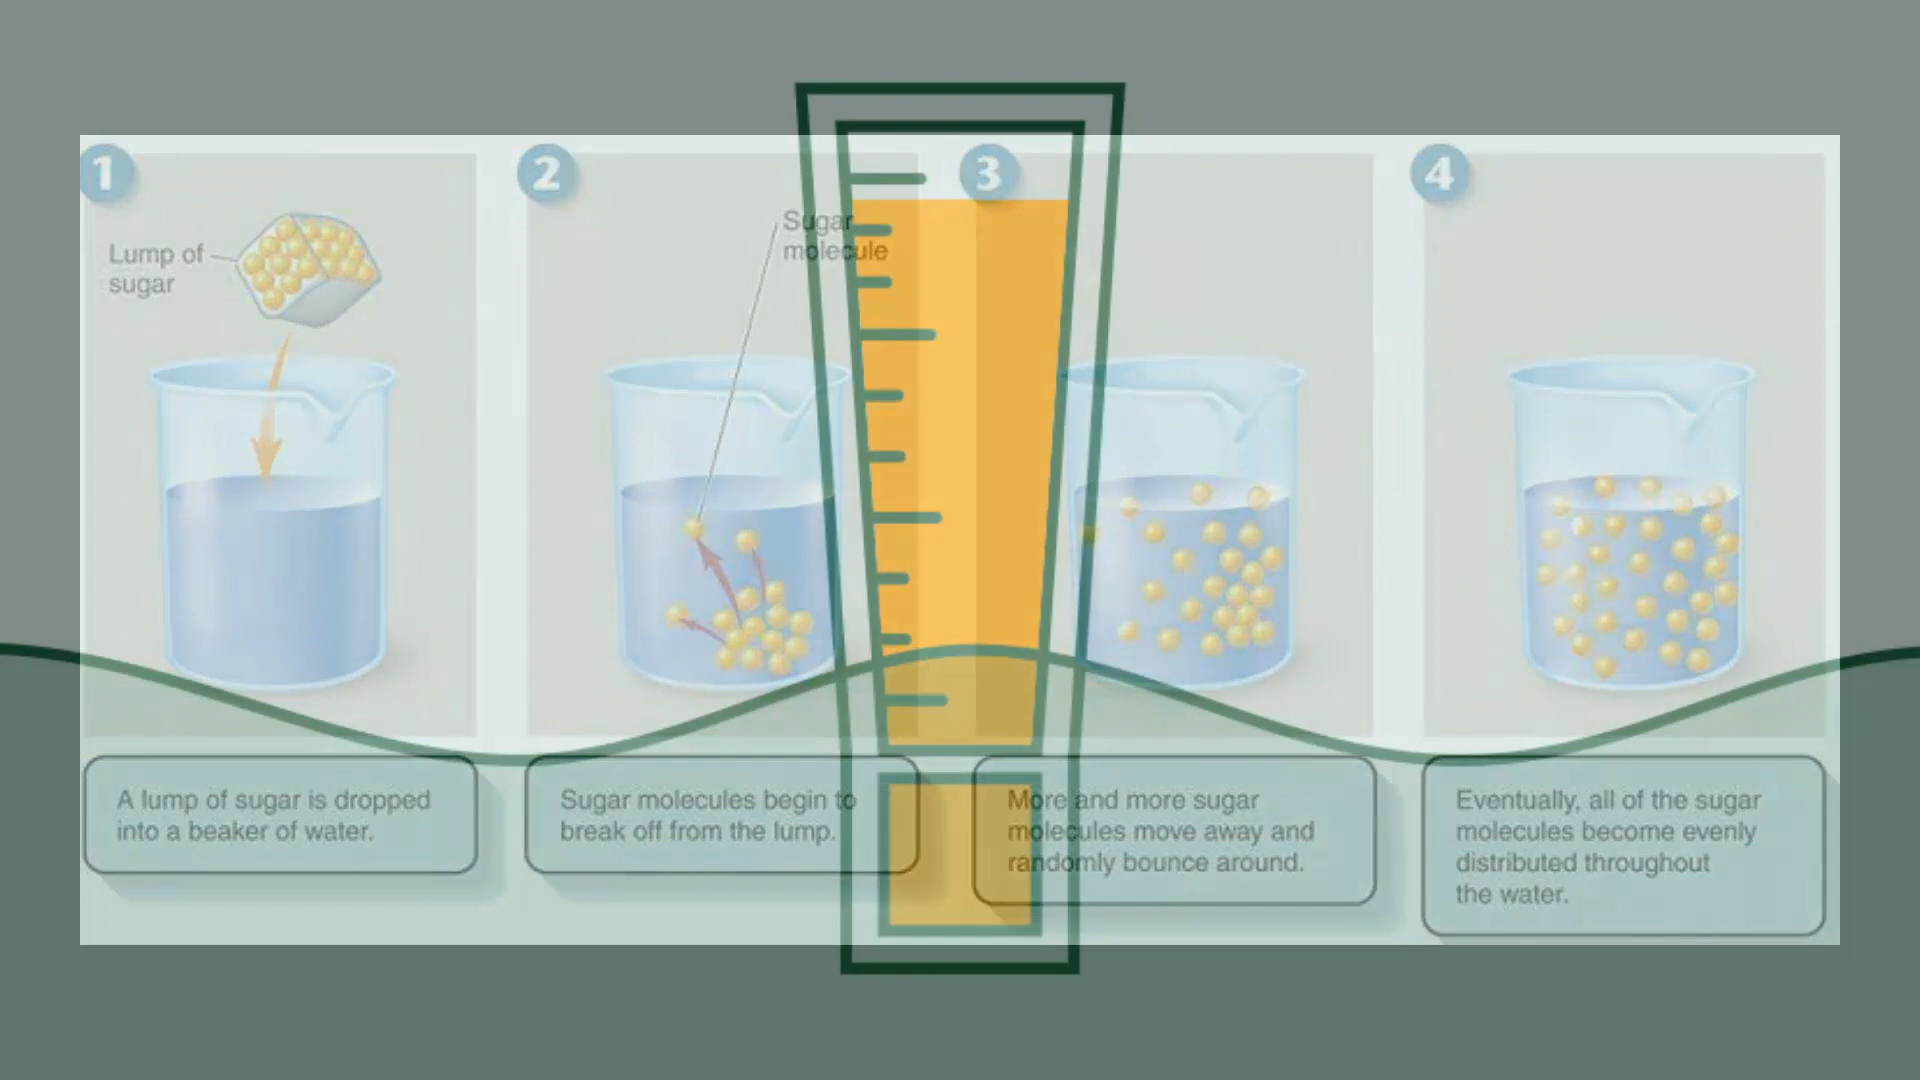 1
Lump of
sugar
A lump of sugar is dropped
into a beaker of water.
2
Sugar
molecule
Sugar molecules begin to
break off from the lump.
3
More and more sugar
molecules move away and
randomly bounce around.
4
Eventually, all of the sugar
molecules become evenly
distributed throughout
the water.